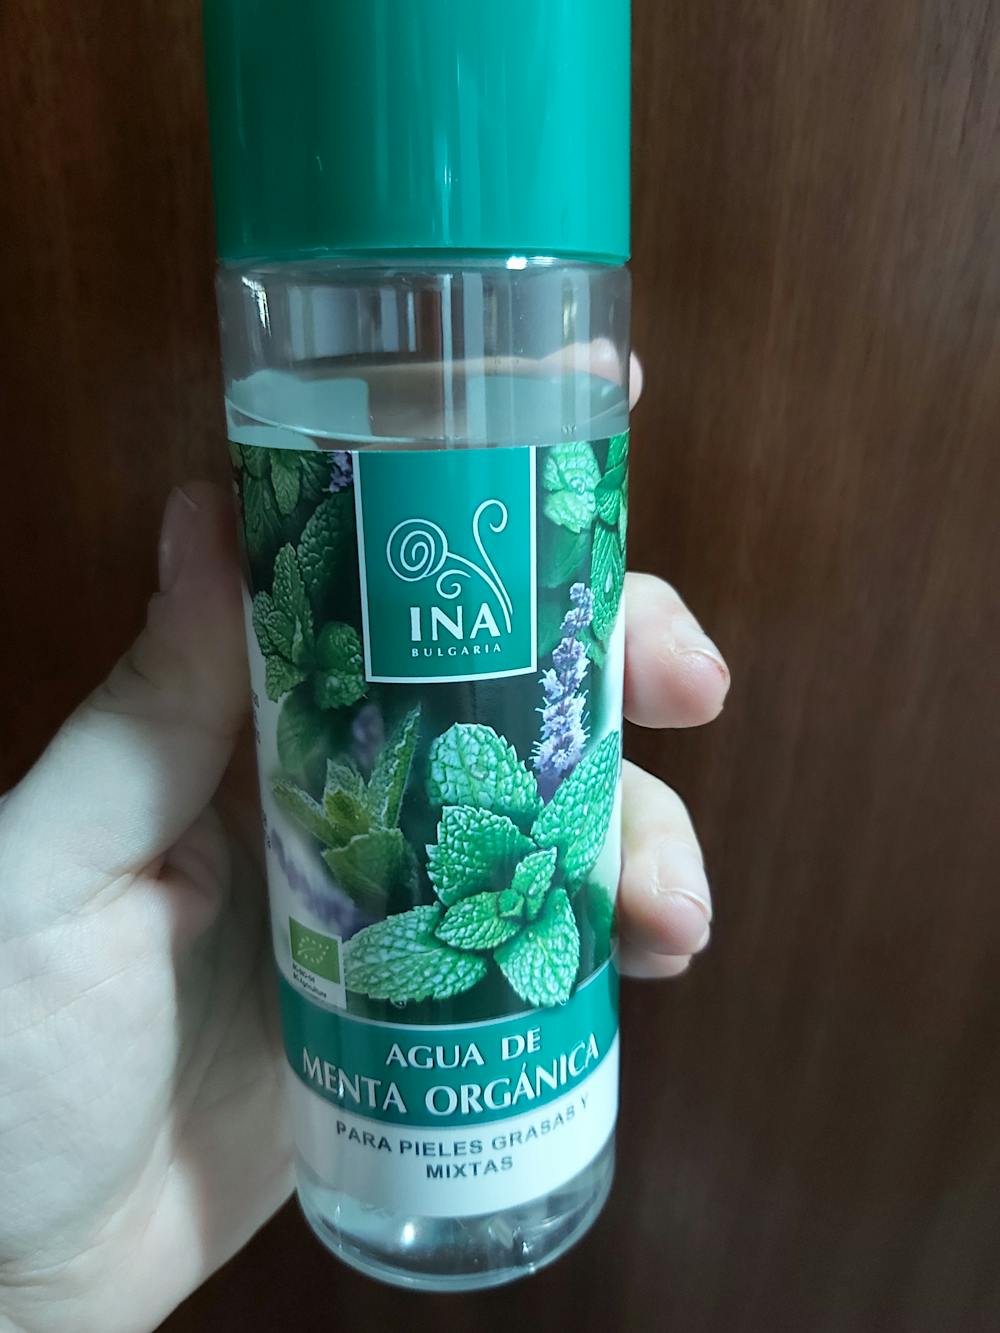 INA
BULGARIA
AGUA DE
MENTA ORGÁNICA
PARA PIELES GRASAS Y
MIXTAS